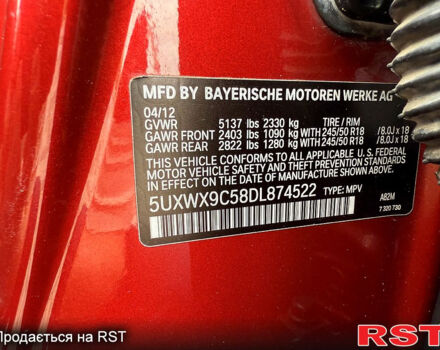 MFD BY BAYERISCHE MOTOREN WERKE AG
04/12
GVWR 5137 lbs 2330 kg TIRE / RIM
GAWR FRONT 2403 lbs 1090 kg WITH 245/50 R18 /8.0J x 18
GAWR REAR 2822 lbs 1280 kg WITH 245/50 R18 /8.0J x 18
THIS VEHICLE CONFORMS TO ALL APPLICABLE U.S. FEDERAL
MOTOR VEHICLE SAFETY STANDARDS IN EFFECT ON THE
DATE OF MANUFACTURE SHOWN ABOVE.
5UXWX9C58DL874522 TYPE: MPV A82M
7 320 730
Продається на RST
RST